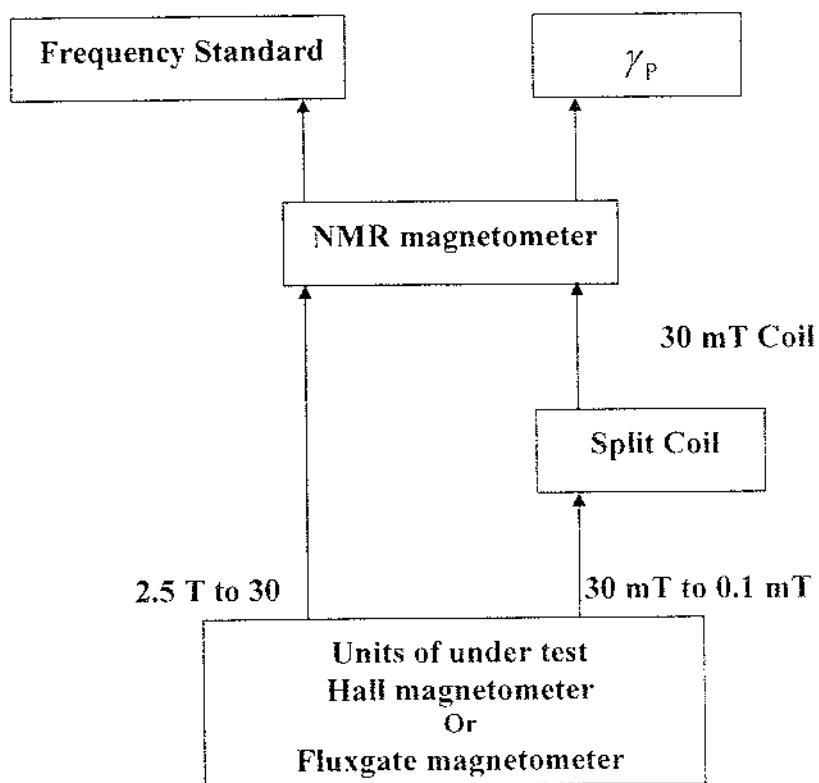 Frequency Standard
γP
NMR magnetometer
30 mT Coil
Split Coil
2.5 T to 30
30 mT to 0.1 mT
Units of under test
Hall magnetometer
Or
Fluxgate magnetometer